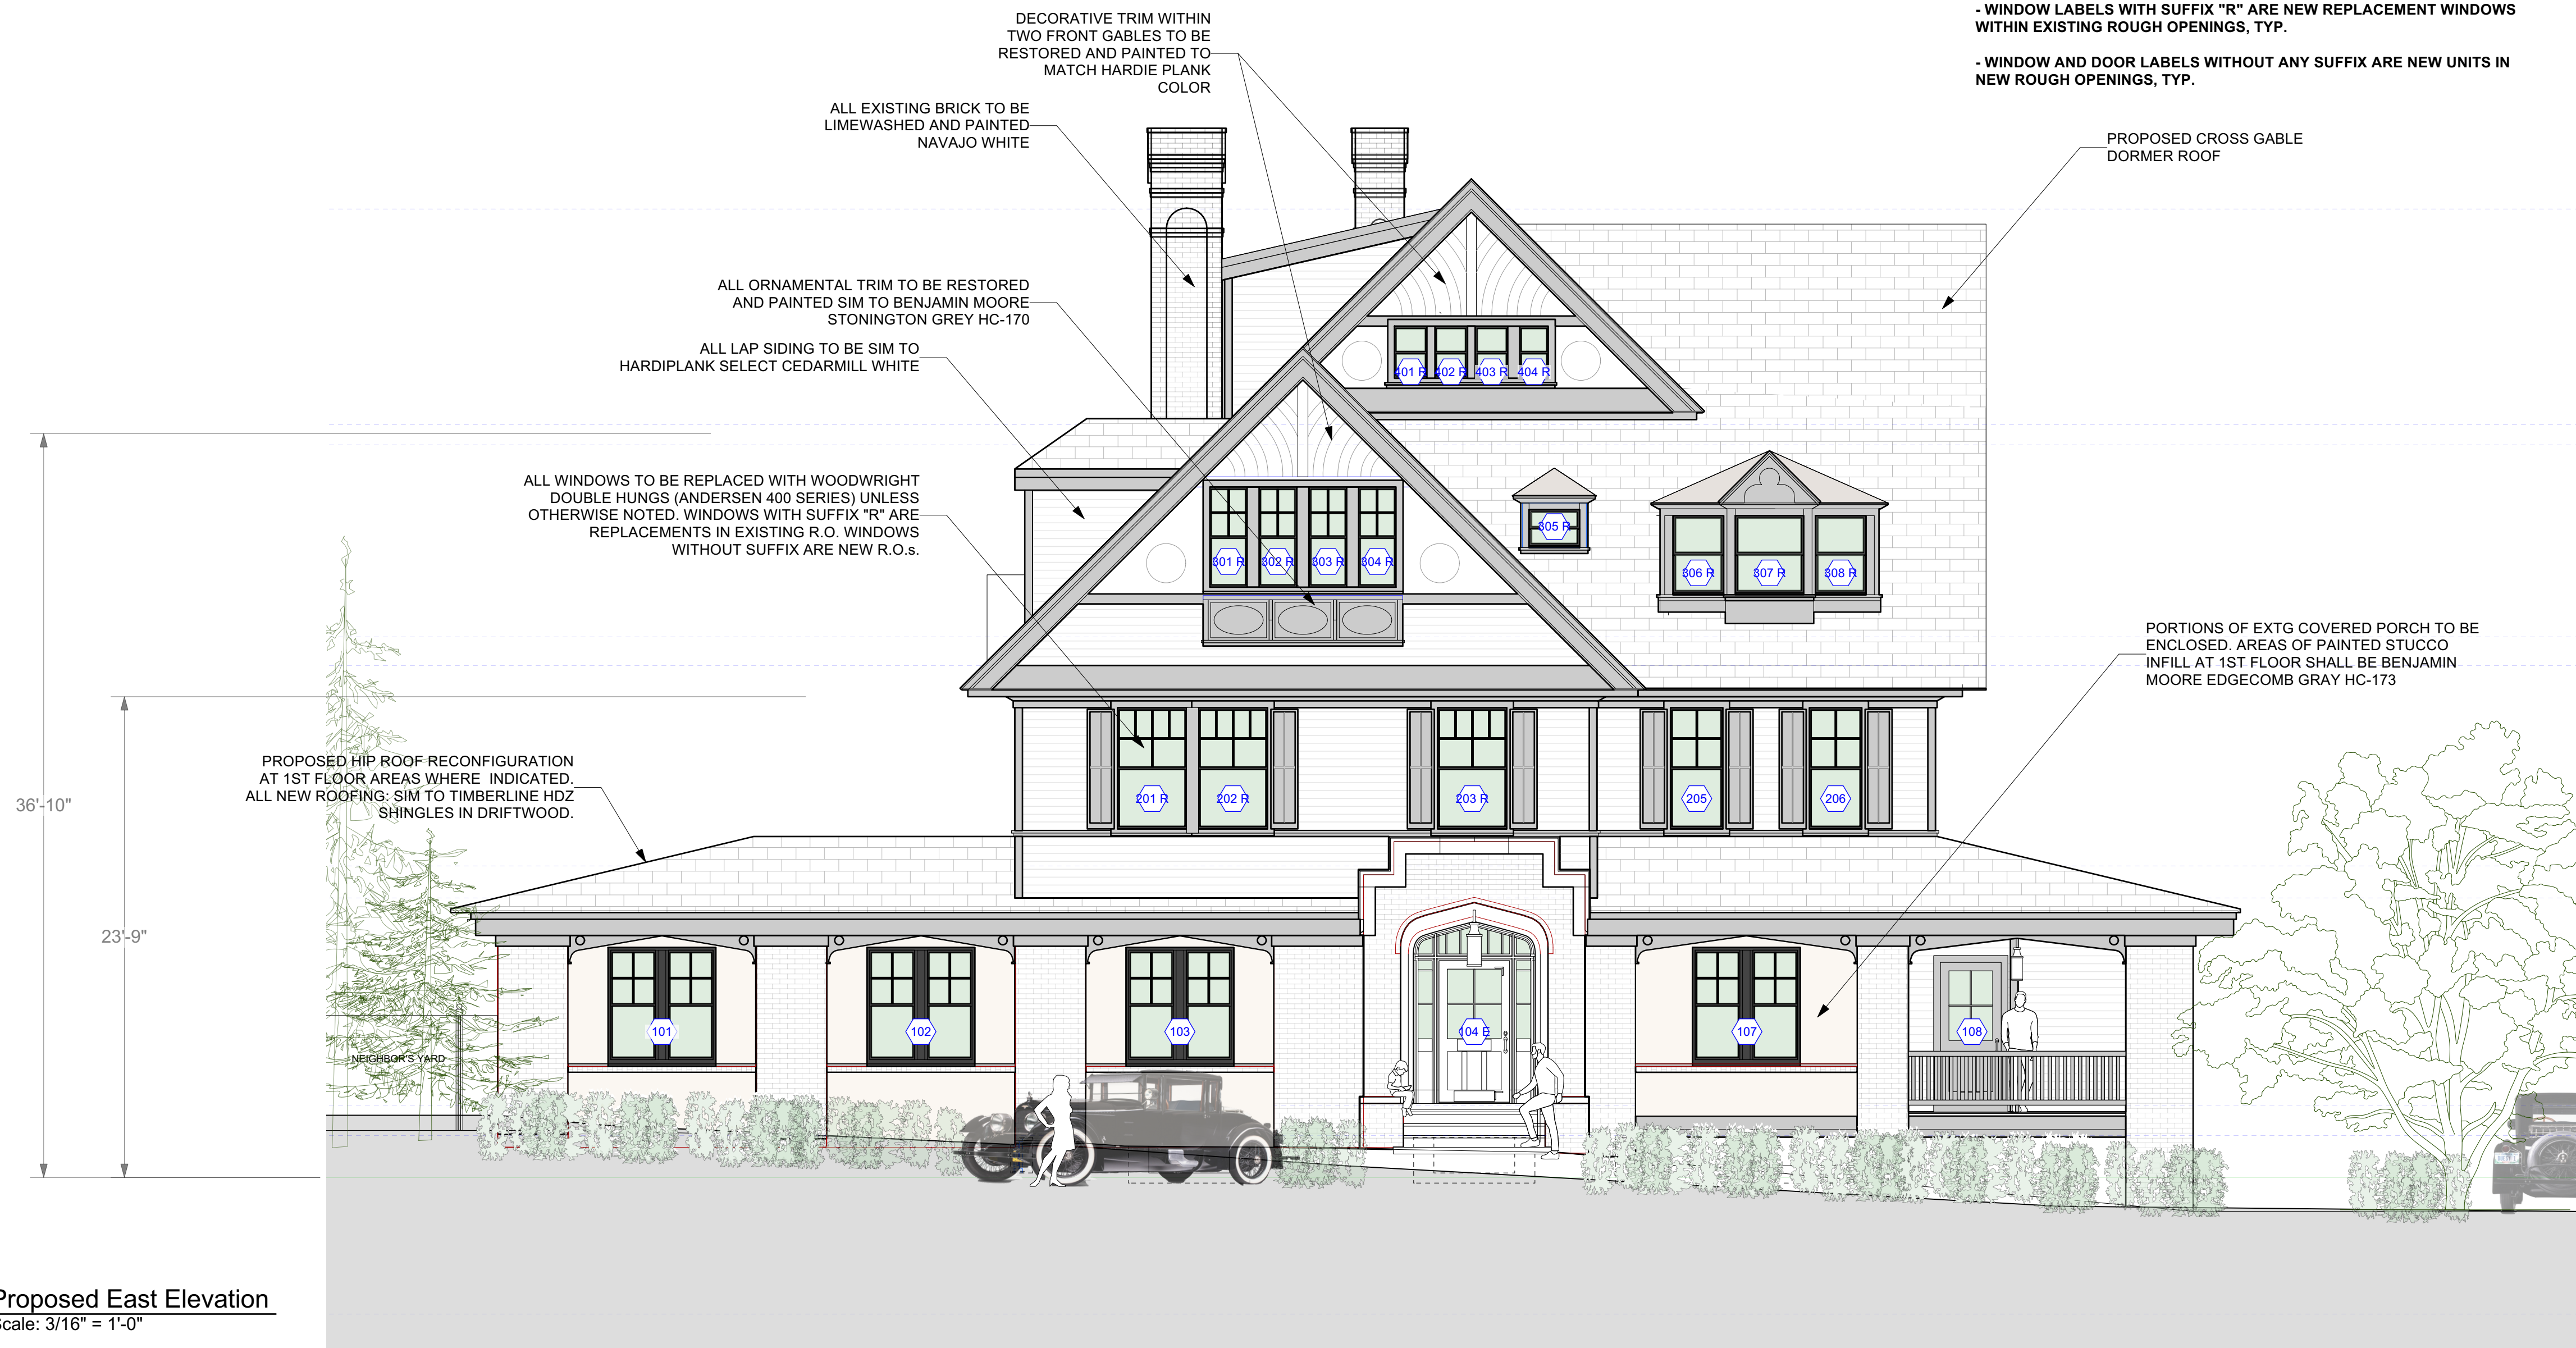 - WINDOW LABELS WITH SUFFIX "R" ARE NEW REPLACEMENT WINDOWS
WITHIN EXISTING ROUGH OPENINGS, TYP.
- WINDOW AND DOOR LABELS WITHOUT ANY SUFFIX ARE NEW UNITS IN
NEW ROUGH OPENINGS, TYP.
DECORATIVE TRIM WITHIN
TWO FRONT GABLES TO BE
RESTORED AND PAINTED TO
MATCH HARDIE PLANK
COLOR
ALL EXISTING BRICK TO BE
LIMEWASHED AND PAINTED
NAVAJO WHITE
PROPOSED CROSS GABLE
DORMER ROOF
ALL ORNAMENTAL TRIM TO BE RESTORED
AND PAINTED SIM TO BENJAMIN MOORE
STONINGTON GREY HC-170
ALL LAP SIDING TO BE SIM TO
HARDIPLANK SELECT CEDARMILL WHITE
401 R 402 R 403 R 404 R
ALL WINDOWS TO BE REPLACED WITH WOODWRIGHT
DOUBLE HUNGS (ANDERSEN 400 SERIES) UNLESS
OTHERWISE NOTED. WINDOWS WITH SUFFIX "R" ARE
REPLACEMENTS IN EXISTING R.O. WINDOWS
WITHOUT SUFFIX ARE NEW R.O.s.
305 R
301 R 302 R 303 R 304 R
306 R 307 R 308 R
PORTIONS OF EXTG COVERED PORCH TO BE
ENCLOSED. AREAS OF PAINTED STUCCO
INFILL AT 1ST FLOOR SHALL BE BENJAMIN
MOORE EDGECOMB GRAY HC-173
PROPOSED HIP ROOF RECONFIGURATION
AT 1ST FLOOR AREAS WHERE INDICATED.
ALL NEW ROOFING: SIM TO TIMBERLINE HDZ
SHINGLES IN DRIFTWOOD.
201 R 202 R 203 R 205 206
36'-10"
23'-9"
101 102 103 104 E 107 108
NEIGHBOR'S YARD
Proposed East Elevation
Scale: 3/16" = 1'-0"